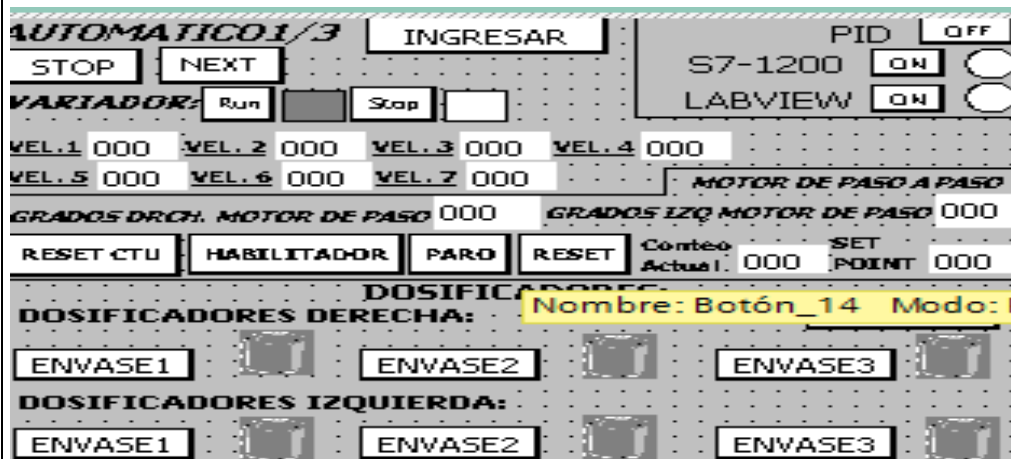 AUTOMATICO1/3 INGRESAR PID OFF
STOP NEXT S7-1200 ON
VARIADOR: Run Stop LABVIEW ON
VEL.1 000 VEL. 2 000 VEL. 3 000 VEL. 4 000
VEL. 5 000 VEL. 6 000 VEL. 7 000 MOTOR DE PASO A PASO
GRADOS DRCH. MOTOR DE PASO 000 GRADOS IZQ MOTOR DE PASO 000
RESET CTU HABILITADOR PARO RESET Conteo Actual: 000 SET POINT 000
Nombre: Botón_14 Modo:
DOSIFICADORES DERECHA:
ENVASE1 ENVASE2 ENVASE3
DOSIFICADORES IZQUIERDA:
ENVASE1 ENVASE2 ENVASE3